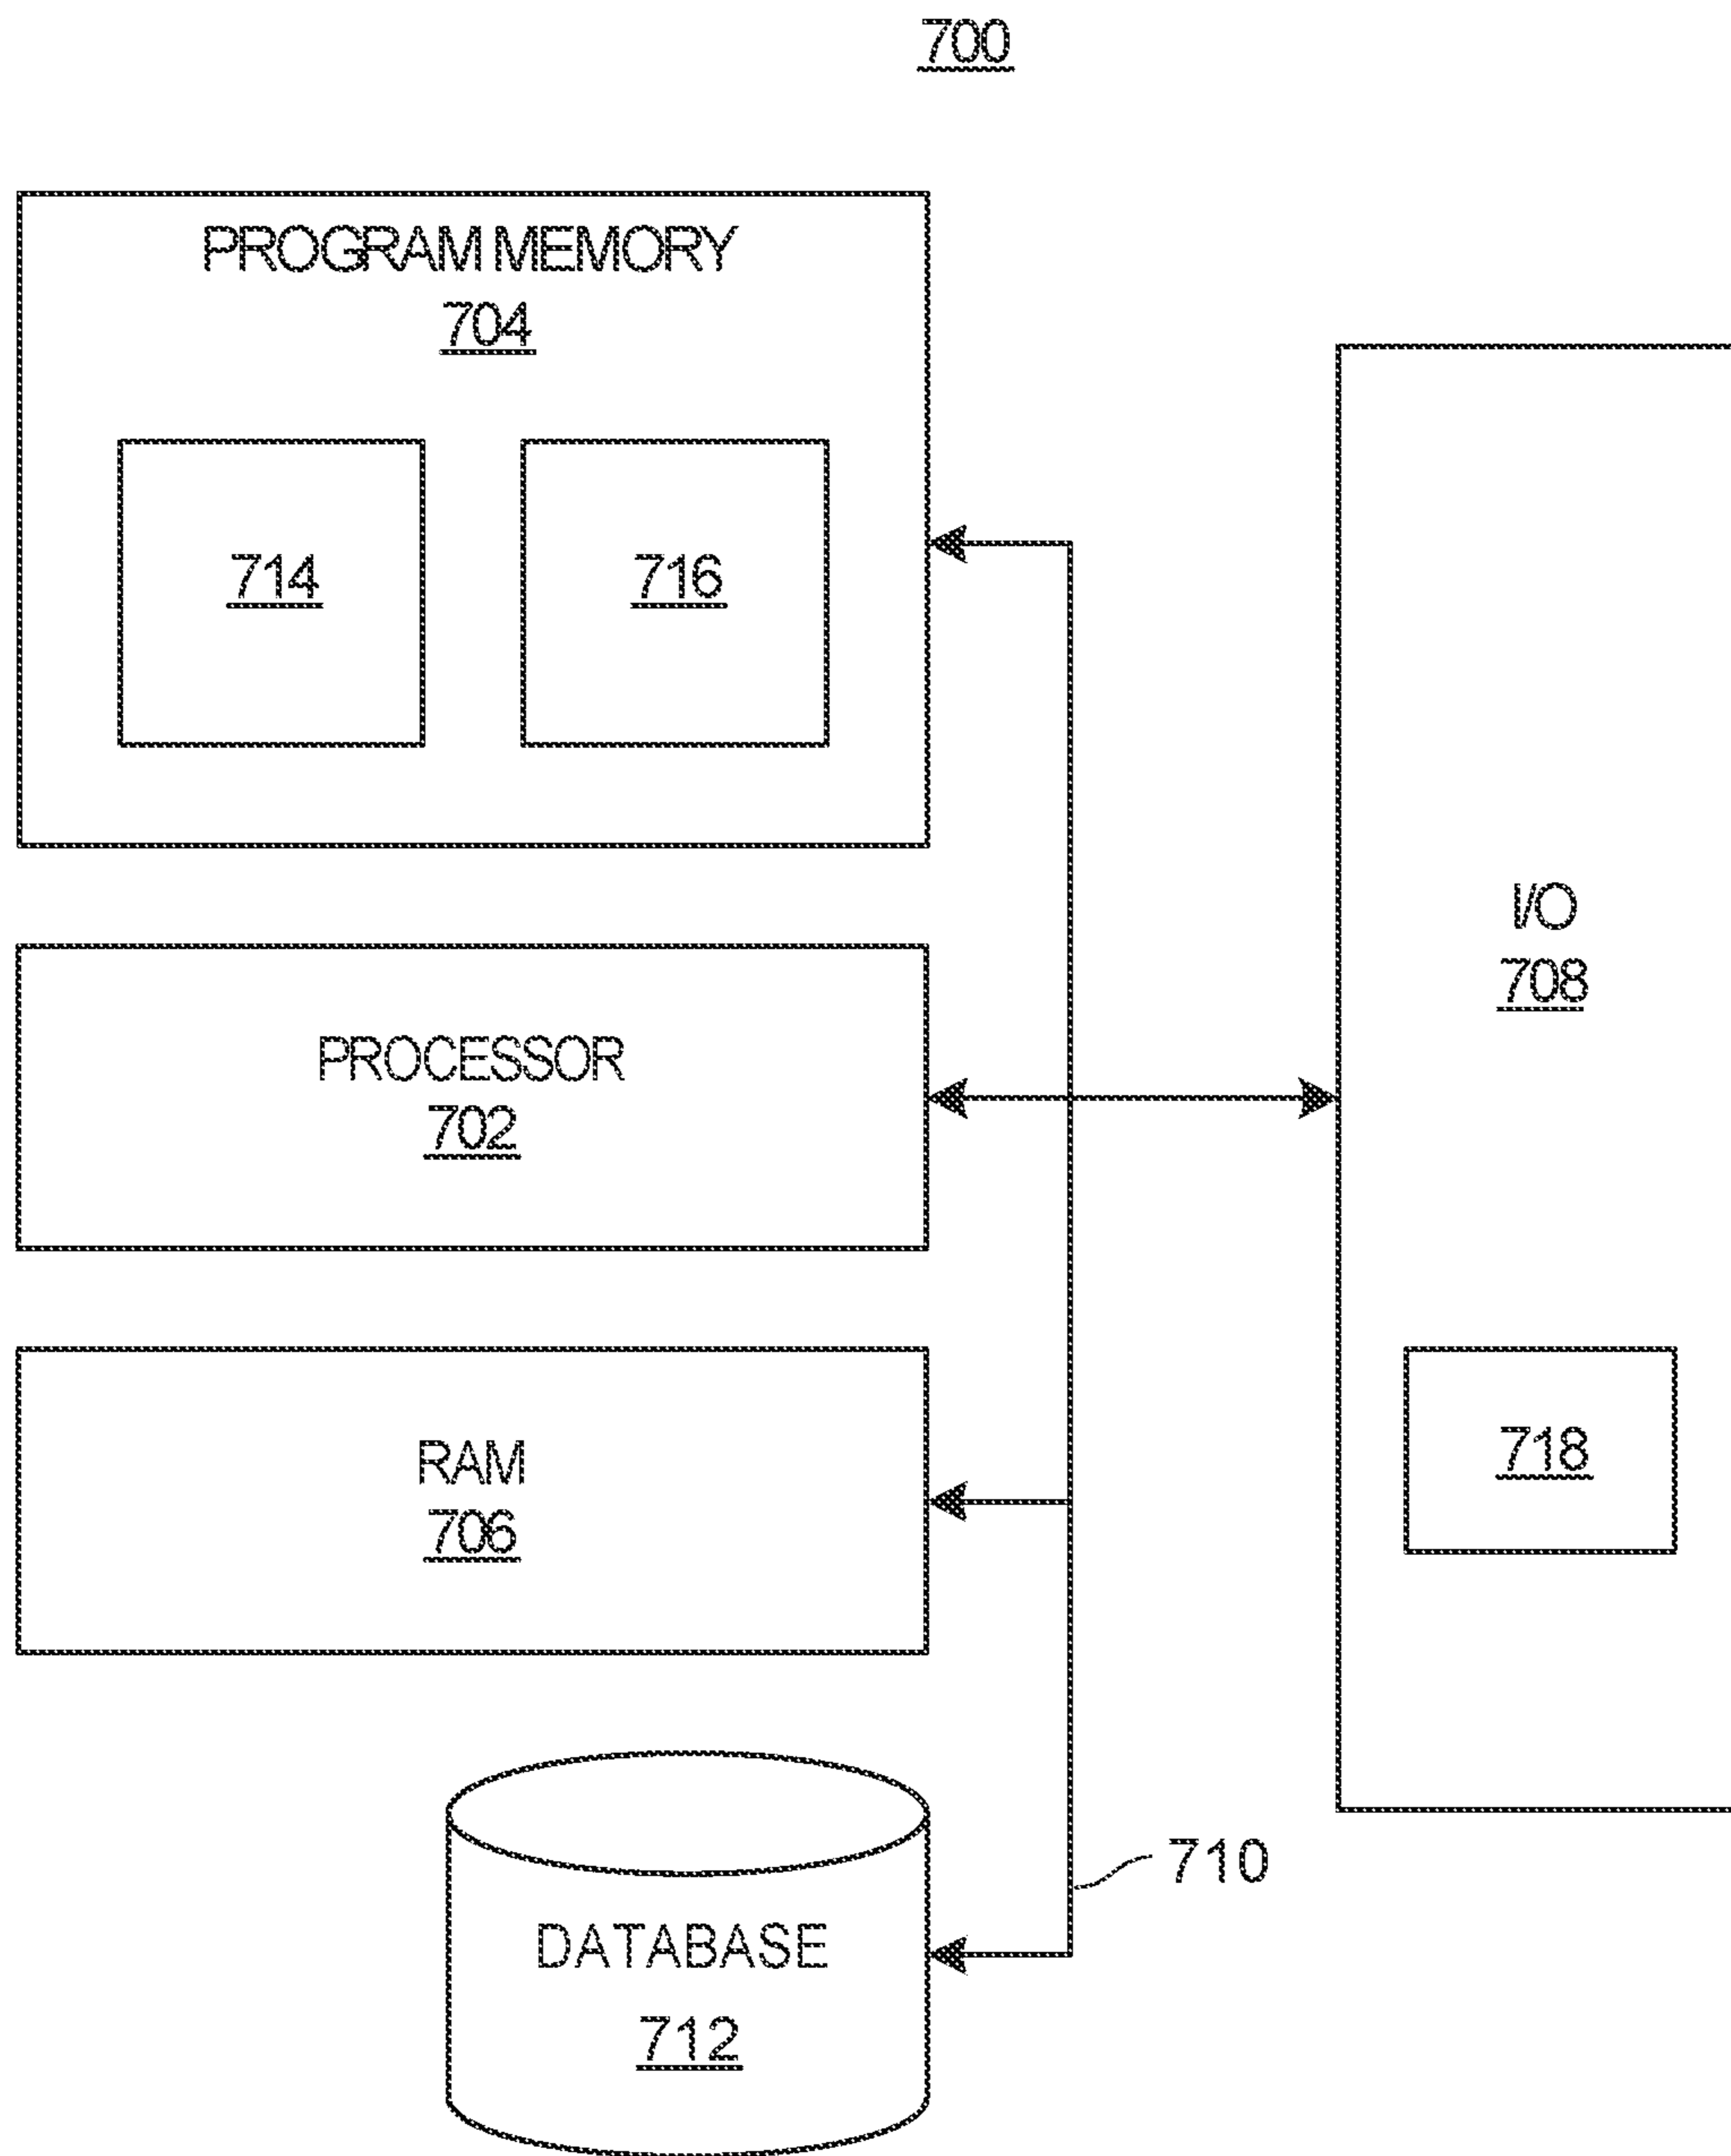 700
PROGRAM MEMORY
704
714
716
I/O
708
PROCESSOR
702
RAM
706
718
710
DATABASE
712